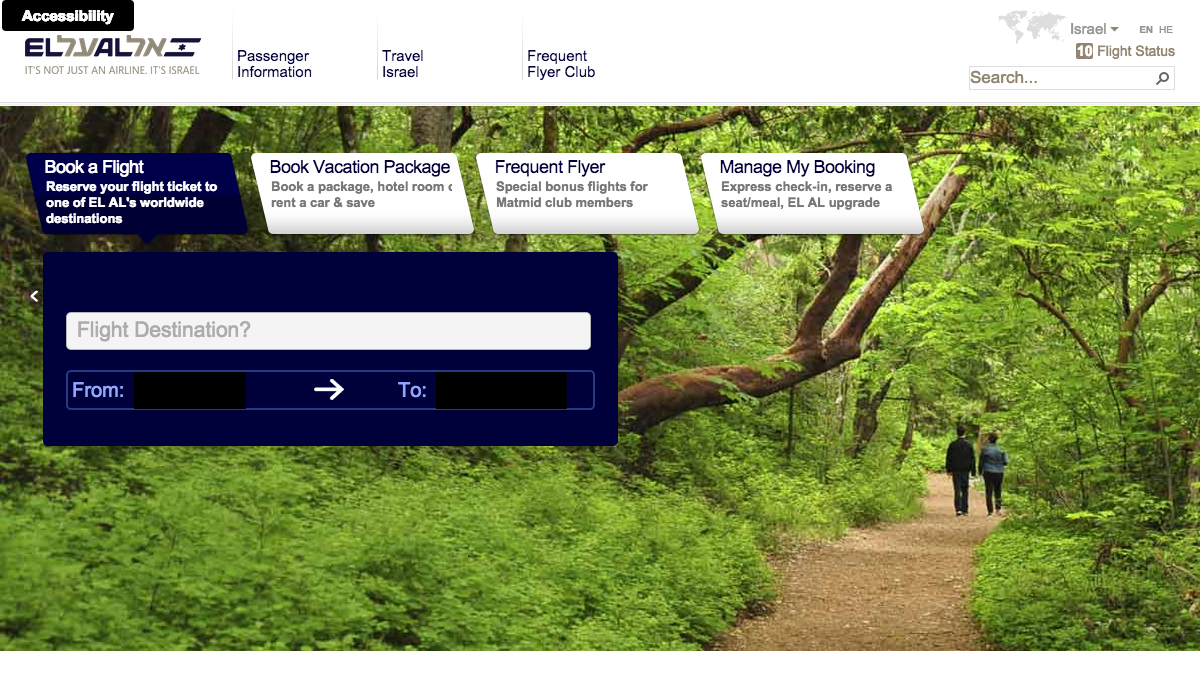 Accessibility
ELעלALאל
IT'S NOT JUST AN AIRLINE. IT'S ISRAEL
Passenger
Information
Travel
Israel
Frequent
Flyer Club
Israel
EN HE
10 Flight Status
Search...
Book a Flight
Reserve your flight ticket to
one of EL AL's worldwide
destinations
Book Vacation Package
Book a package, hotel room
rent a car & save
Frequent Flyer
Special bonus flights for
Matmid club members
Manage My Booking
Express check-in, reserve a
seat/meal, EL AL upgrade
Flight Destination?
From:
To: